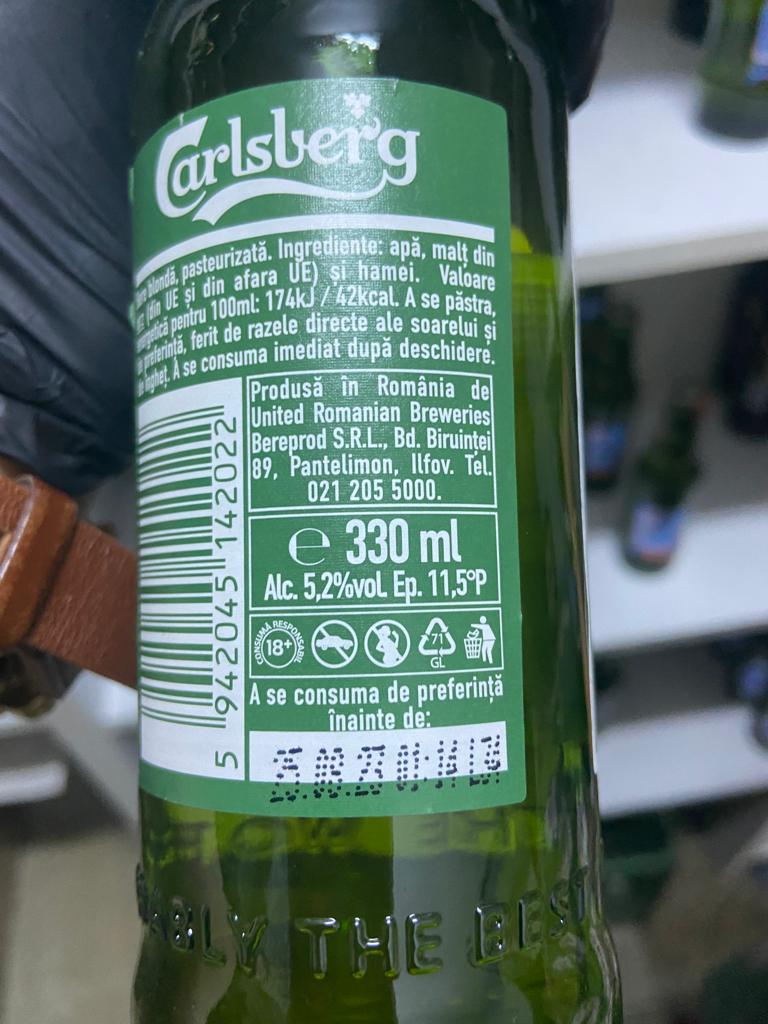 Carlsberg
blondă, pasteurizată. Ingrediente: apă, malț din
(din UE și din afara UE) și hamei. Valoare
energetică pentru 100ml: 174kJ / 42kcal. A se păstra,
preferință, ferit de razele directe ale soarelui și
îngheț. A se consuma imediat după deschidere.
Produsă în România de
United Romanian Breweries
Bereprod S.R.L., Bd. Biruinței
89, Pantelimon, Ilfov. Tel.
021 205 5000.
e 330 ml
Alc. 5,2%vol. Ep. 11,5°P
CONSUMĂ RESPONSABIL
18+
71
GL
A se consuma de preferință
înainte de:
5 942045 142022
BLY THE BEST